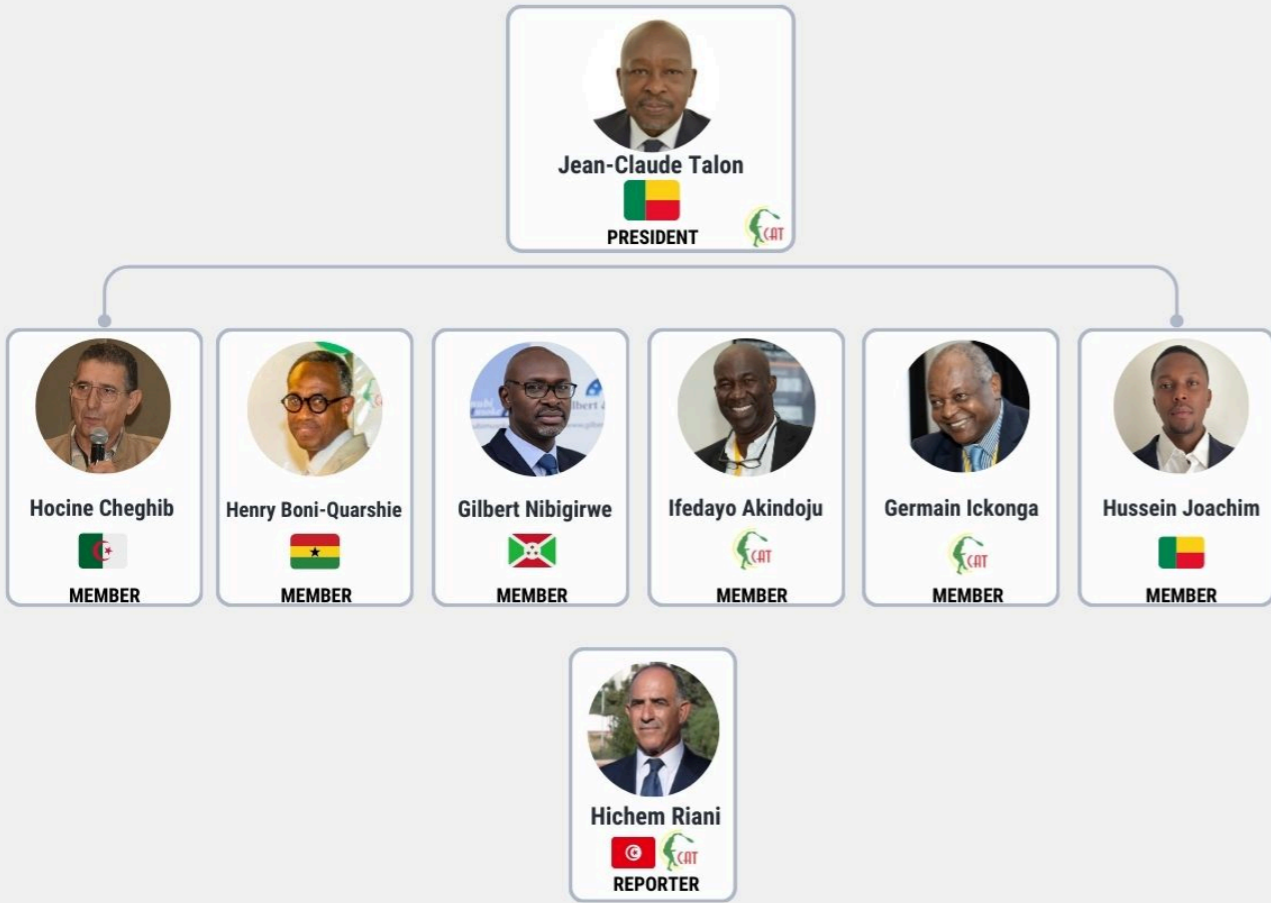 Jean-Claude Talon
PRESIDENT
CAT
Hocine Cheghib
MEMBER
Henry Boni-Quarshie
MEMBER
Gilbert Nibigirwe
MEMBER
Ifedayo Akindoju
CAT
MEMBER
Germain Ickonga
CAT
MEMBER
Hussein Joachim
MEMBER
Hichem Riani
CAT
REPORTER